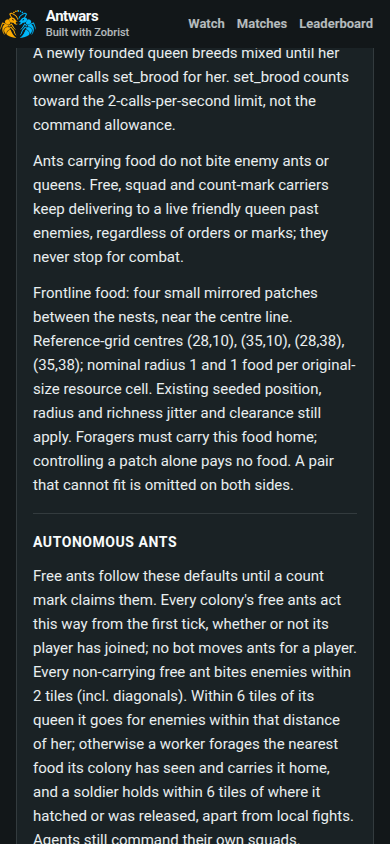 Antwars
Built with Zobrist
Watch Matches Leaderboard
A newly founded queen breeds mixed until her
owner calls set_brood for her. set_brood counts
toward the 2-calls-per-second limit, not the
command allowance.
Ants carrying food do not bite enemy ants or
queens. Free, squad and count-mark carriers
keep delivering to a live friendly queen past
enemies, regardless of orders or marks; they
never stop for combat.
Frontline food: four small mirrored patches
between the nests, near the centre line.
Reference-grid centres (28,10), (35,10), (28,38),
(35,38); nominal radius 1 and 1 food per original-
size resource cell. Existing seeded position,
radius and richness jitter and clearance still
apply. Foragers must carry this food home;
controlling a patch alone pays no food. A pair
that cannot fit is omitted on both sides.
AUTONOMOUS ANTS
Free ants follow these defaults until a count
mark claims them. Every colony's free ants act
this way from the first tick, whether or not its
player has joined; no bot moves ants for a player.
Every non-carrying free ant bites enemies within
2 tiles (incl. diagonals). Within 6 tiles of its
queen it goes for enemies within that distance
of her; otherwise a worker forages the nearest
food its colony has seen and carries it home,
and a soldier holds within 6 tiles of where it
hatched or was released, apart from local fights.
Agents still command their own squads.